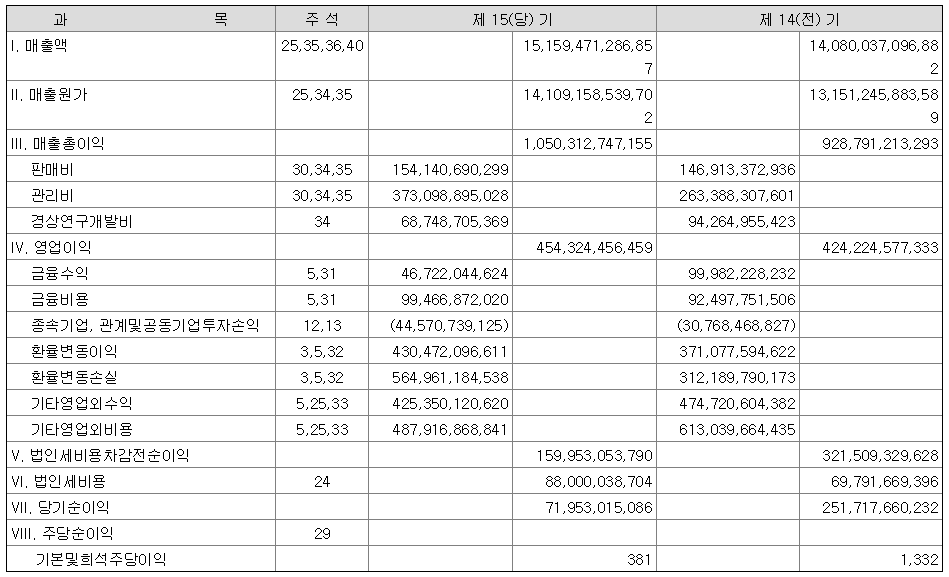 과 목 주 석 제 15(당) 기 제 14(전) 기
I. 매출액 25,35,36,40 15,159,471,286,85 14,080,037,096,88
7 2
II. 매출원가 25,34,35 14,109,158,539,70 13,151,245,883,58
2 9
III. 매출총이익 1,050,312,747,155 928,791,213,293
판매비 30,34,35 154,140,690,299 146,913,372,936
관리비 30,34,35 373,098,895,028 263,388,307,601
경상연구개발비 34 68,748,705,369 94,264,955,423
IV. 영업이익 454,324,456,459 424,224,577,333
금융수익 5,31 46,722,044,624 99,982,228,232
금융비용 5,31 99,466,872,020 92,497,751,506
종속기업, 관계및공동기업투자손익 12,13 (44,570,739,125) (30,768,468,827)
환율변동이익 3,5,32 430,472,096,611 371,077,594,622
환율변동손실 3,5,32 564,961,184,538 312,189,790,173
기타영업외수익 5,25,33 425,350,120,620 474,720,604,382
기타영업외비용 5,25,33 487,916,868,841 613,039,664,435
V. 법인세비용차감전순이익 159,953,053,790 321,509,329,628
VI. 법인세비용 24 88,000,038,704 69,791,669,396
VII. 당기순이익 71,953,015,086 251,717,660,232
VIII. 주당순이익 29
기본및희석주당이익 381 1,332